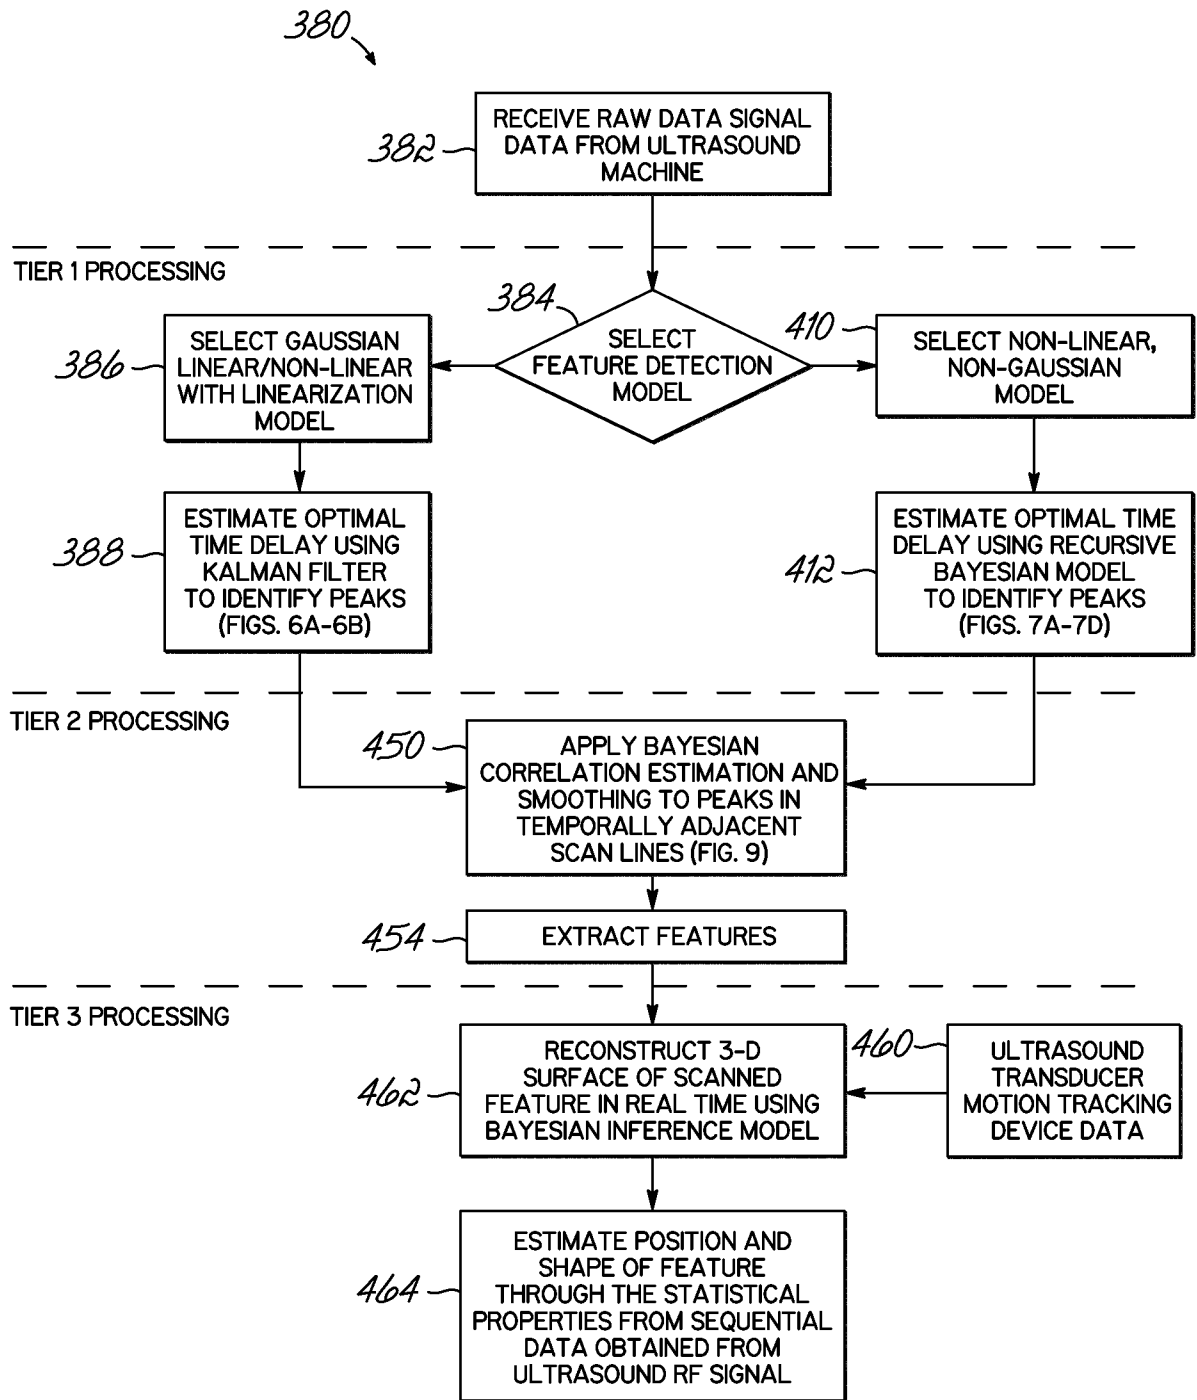 380
RECEIVE RAW DATA SIGNAL
DATA FROM ULTRASOUND
MACHINE
382
TIER 1 PROCESSING
384
SELECT
FEATURE DETECTION
MODEL
386
SELECT GAUSSIAN
LINEAR/NON-LINEAR
WITH LINEARIZATION
MODEL
410
SELECT NON-LINEAR,
NON-GAUSSIAN
MODEL
388
ESTIMATE OPTIMAL
TIME DELAY USING
KALMAN FILTER
TO IDENTIFY PEAKS
(FIGS. 6A-6B)
412
ESTIMATE OPTIMAL TIME
DELAY USING RECURSIVE
BAYESIAN MODEL
TO IDENTIFY PEAKS
(FIGS. 7A-7D)
TIER 2 PROCESSING
450
APPLY BAYESIAN
CORRELATION ESTIMATION AND
SMOOTHING TO PEAKS IN
TEMPORALLY ADJACENT
SCAN LINES (FIG. 9)
454
EXTRACT FEATURES
TIER 3 PROCESSING
462
RECONSTRUCT 3-D
SURFACE OF SCANNED
FEATURE IN REAL TIME USING
BAYESIAN INFERENCE MODEL
460
ULTRASOUND
TRANSDUCER
MOTION TRACKING
DEVICE DATA
464
ESTIMATE POSITION AND
SHAPE OF FEATURE
THROUGH THE STATISTICAL
PROPERTIES FROM SEQUENTIAL
DATA OBTAINED FROM
ULTRASOUND RF SIGNAL